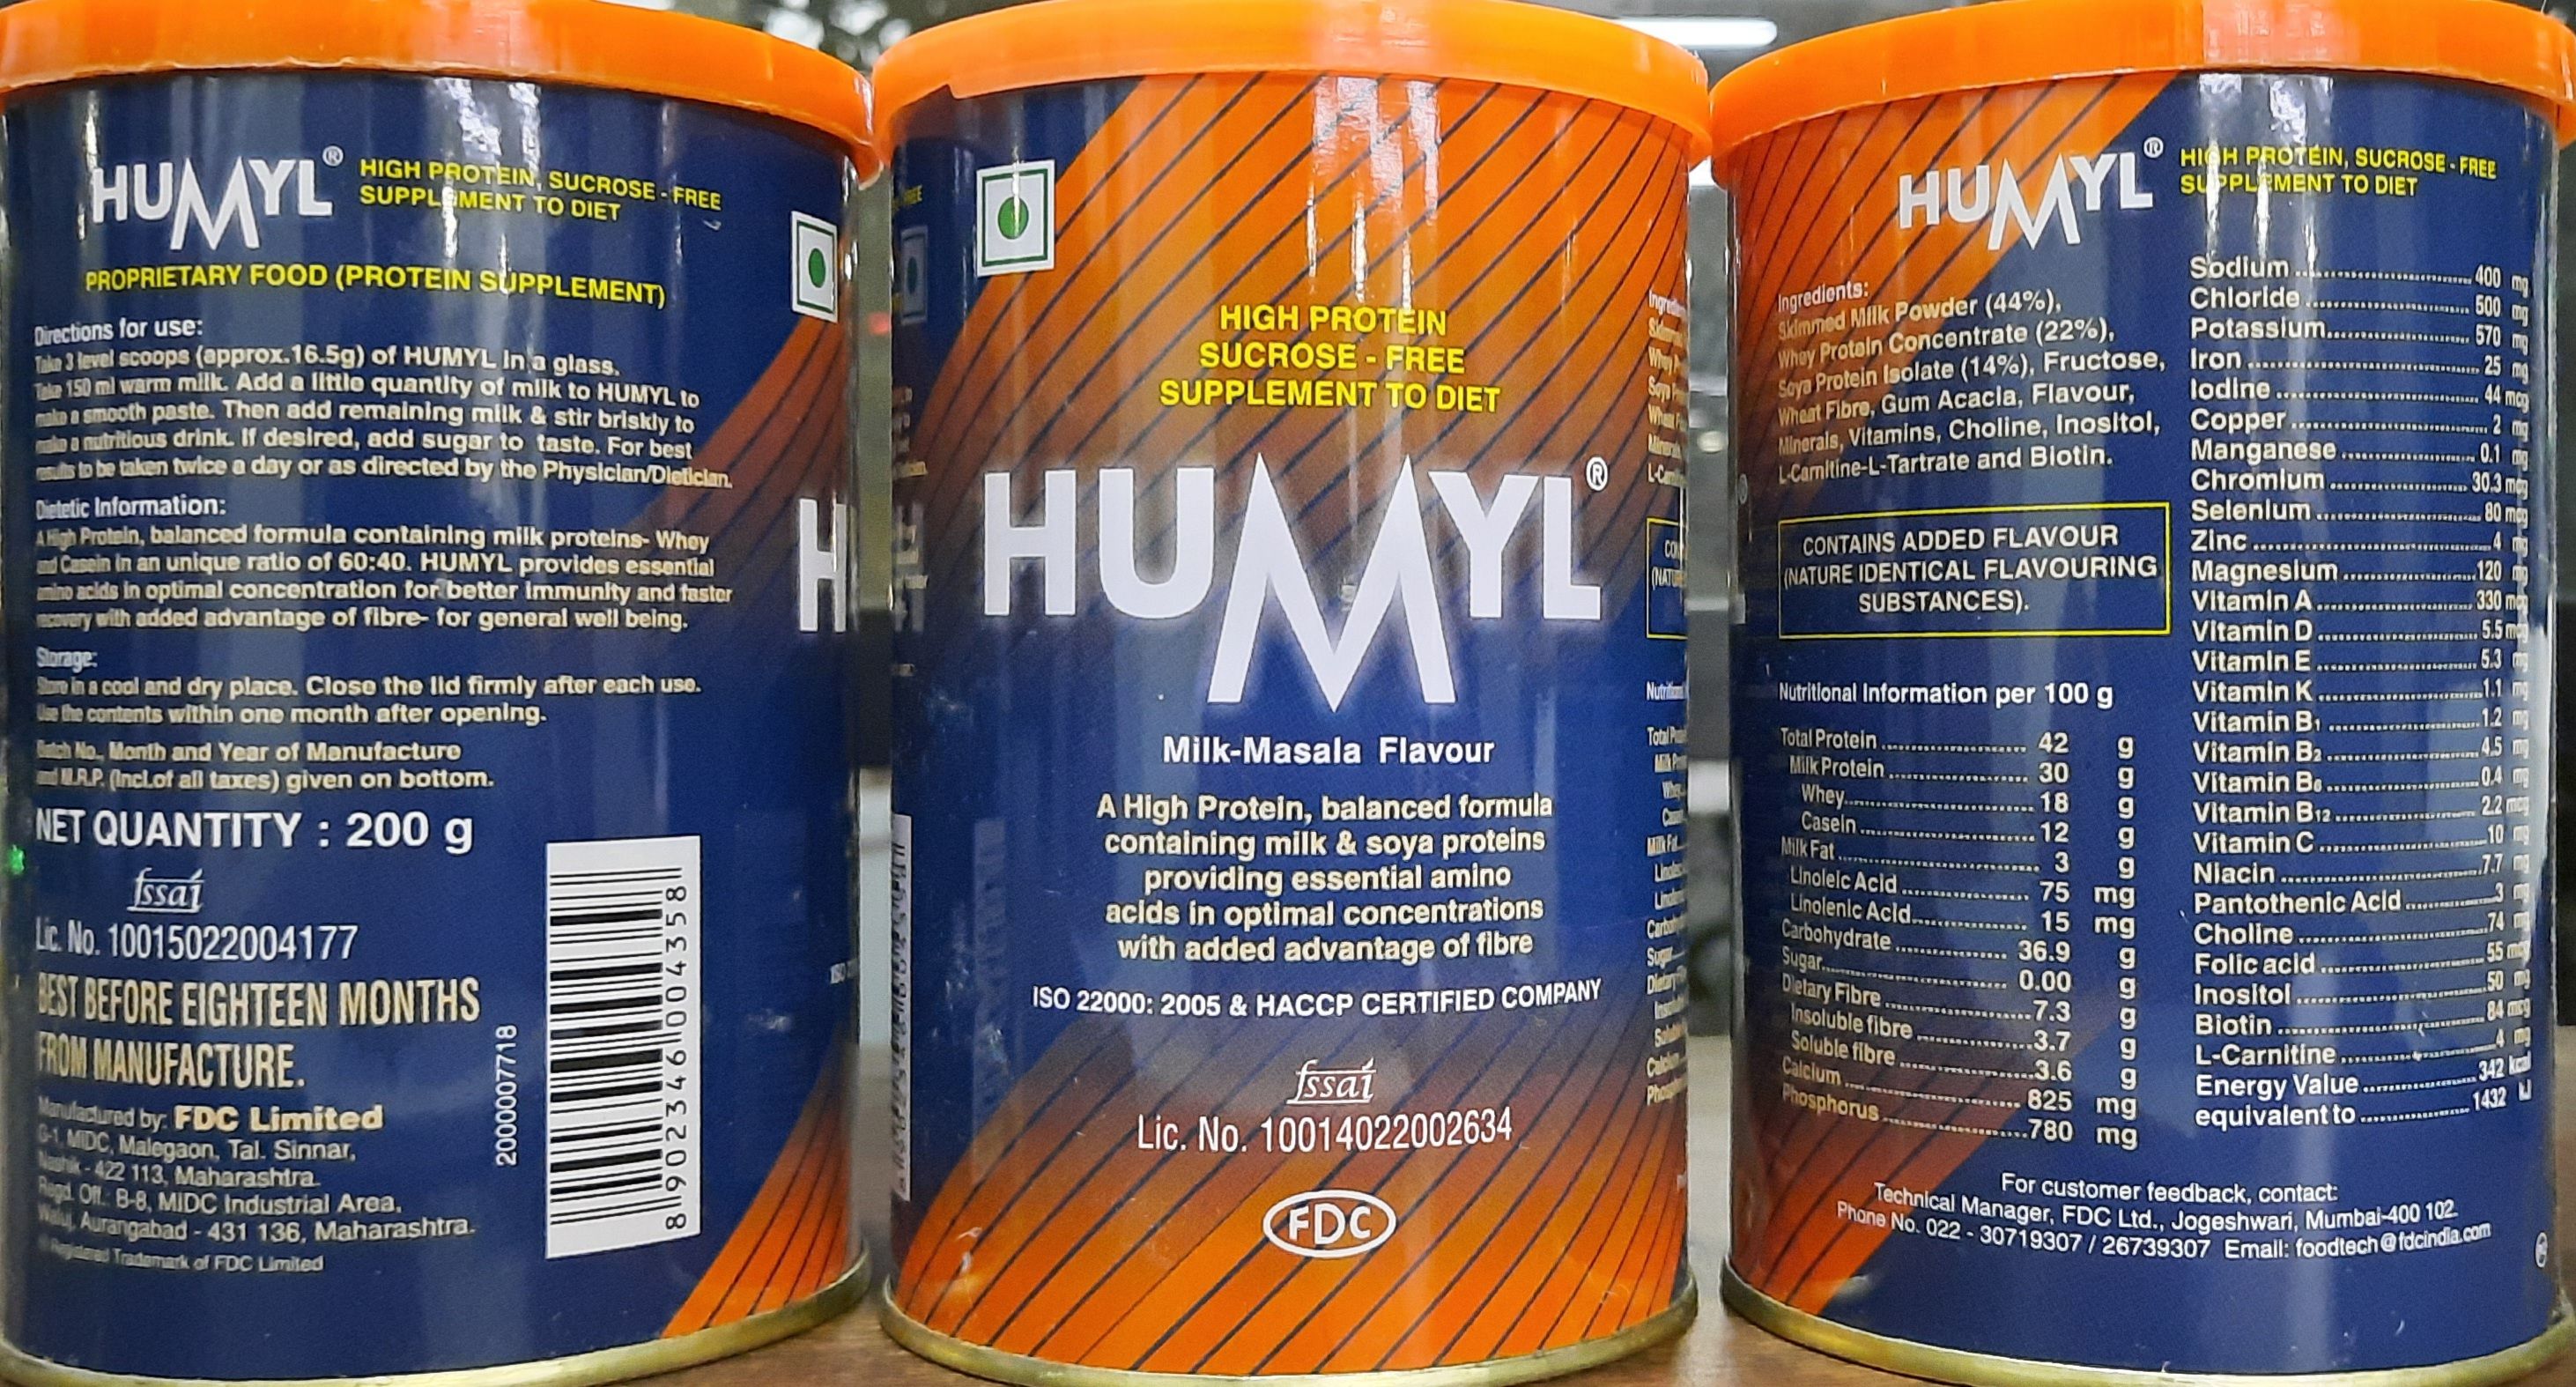 HUMYL®
HIGH PROTEIN, SUCROSE - FREE
SUPPLEMENT TO DIET
PROPRIETARY FOOD (PROTEIN SUPPLEMENT)
Directions for use:
Take 3 level scoops (approx.16.5g) of HUMYL In a glass.
Take 150 ml warm milk. Add a little quantity of milk to HUMYL to
make a smooth paste. Then add remaining milk & stir briskly to
make a nutritious drink. If desired, add sugar to taste. For best
results to be taken twice a day or as directed by the Physician/Dietician.
Dietetic Information:
A High Protein, balanced formula containing milk proteins- Whey
and Casein in an unique ratio of 60:40. HUMYL provides essential
amino acids in optimal concentration for better immunity and faster
recovery with added advantage of fibre- for general well being.
Storage:
Store in a cool and dry place. Close the lid firmly after each use.
Use the contents within one month after opening.
Batch No., Month and Year of Manufacture
and M.R.P. (Incl.of all taxes) given on bottom.
NET QUANTITY : 200 g
fssai
Lic. No. 10015022004177
BEST BEFORE EIGHTEEN MONTHS
FROM MANUFACTURE.
Manufactured by: FDC Limited
G-1, MIDC, Malegaon, Tal. Sinnar,
Nashik - 422 113, Maharashtra.
Regd. Off.: B-8, MIDC Industrial Area,
Waluj, Aurangabad - 431 136, Maharashtra.
® Registered Trademark of FDC Limited
2000007718
8 902346 004358
HIGH PROTEIN
SUCROSE - FREE
SUPPLEMENT TO DIET
HUMYL®
Milk-Masala Flavour
A High Protein, balanced formula
containing milk & soya proteins
providing essential amino
acids in optimal concentrations
with added advantage of fibre
ISO 22000: 2005 & HACCP CERTIFIED COMPANY
fssai
Lic. No. 10014022002634
FDC
HUMYL®
HIGH PROTEIN, SUCROSE - FREE
SUPPLEMENT TO DIET
Ingredients:
Skimmed Milk Powder (44%),
Whey Protein Concentrate (22%),
Soya Protein Isolate (14%), Fructose,
Wheat Fibre, Gum Acacia, Flavour,
Minerals, Vitamins, Choline, Inositol,
L-Carnitine-L-Tartrate and Biotin.
CONTAINS ADDED FLAVOUR
(NATURE IDENTICAL FLAVOURING
SUBSTANCES).
Nutritional Information per 100 g
Total Protein 42 g
Milk Protein 30 g
Whey 18 g
Casein 12 g
Milk Fat 3 g
Linoleic Acid 75 mg
Linolenic Acid 15 mg
Carbohydrate 36.9 g
Sugar 0.00 g
Dietary Fibre 7.3 g
Insoluble fibre 3.7 g
Soluble fibre 3.6 g
Calcium 825 mg
Phosphorus 780 mg
Sodium 400 mg
Chloride 500 mg
Potassium 570 mg
Iron 25 mg
Iodine 44 mcg
Copper 2 mg
Manganese 0.1 mg
Chromium 30.3 mcg
Selenium 80 mcg
Zinc 4 mg
Magnesium 120 mg
Vitamin A 330 mcg
Vitamin D 5.5 mcg
Vitamin E 5.3 mg
Vitamin K 1.1 mg
Vitamin B1 1.2 mg
Vitamin B2 4.5 mg
Vitamin B6 0.4 mg
Vitamin B12 2.2 mcg
Vitamin C 10 mg
Niacin 7.7 mg
Pantothenic Acid 3 mg
Choline 74 mg
Folic acid 55 mcg
Inositol 50 mg
Biotin 84 mcg
L-Carnitine 4 mg
Energy Value 342 kcal
equivalent to 1432 kJ
For customer feedback, contact:
Technical Manager, FDC Ltd., Jogeshwari, Mumbai-400 102.
Phone No. 022 - 30719307 / 26739307 Email: foodtech@fdcindia.com